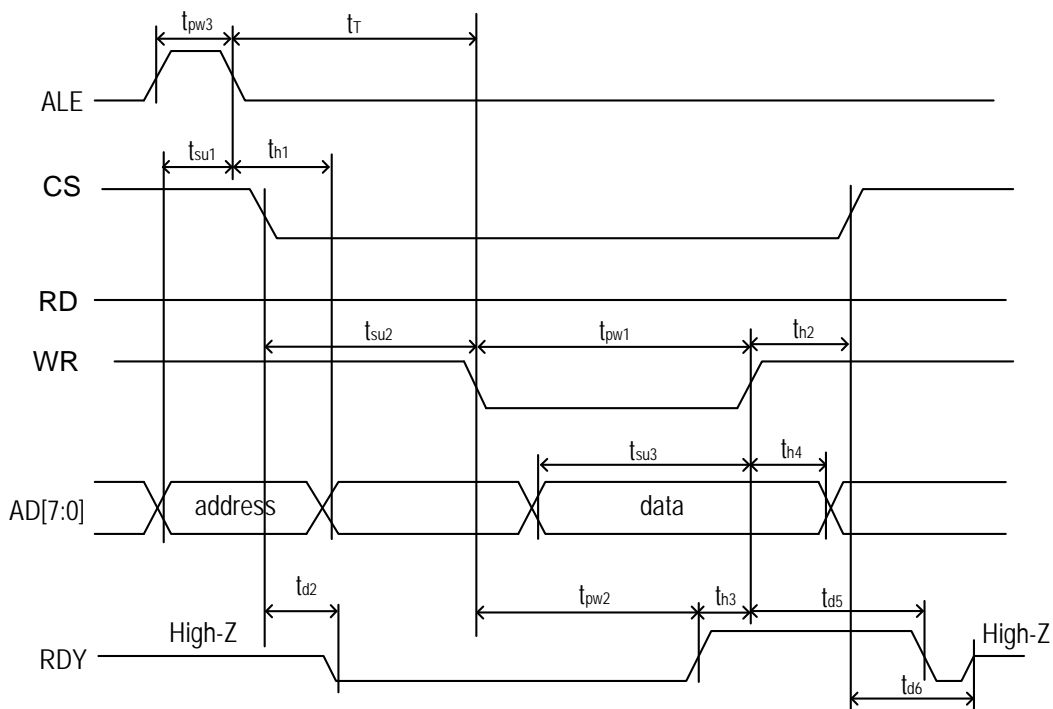 tpw3
tT
ALE
tsu1
th1
CS
RD
tsu2
tpw1
th2
WR
tsu3
th4
AD[7:0]
address
data
td2
tpw2
th3
td5
High-Z
High-Z
RDY
td6